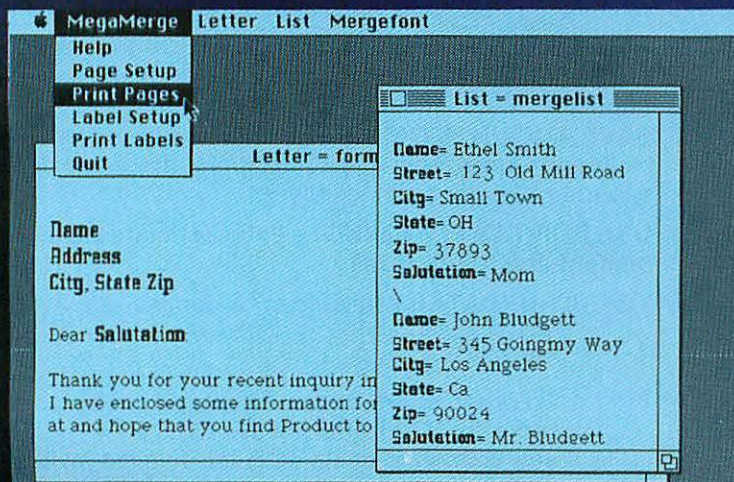 MegaMerge Letter List Mergefont
Help
Page Setup
Print Pages
Label Setup
Print Labels
Quit
Letter = form
Name
Address
City, State Zip
Dear Salutation
Thank you for your recent inquiry in
I have enclosed some information fo
at and hope that you find Product to
List = mergelist
Name= Ethel Smith
Street= 123 Old Mill Road
City= Small Town
State= OH
Zip= 37893
Salutation= Mom
\
Name= John Bludgett
Street= 345 Goingmy Way
City= Los Angeles
State= Ca
Zip= 90024
Salutation= Mr. Bludgett